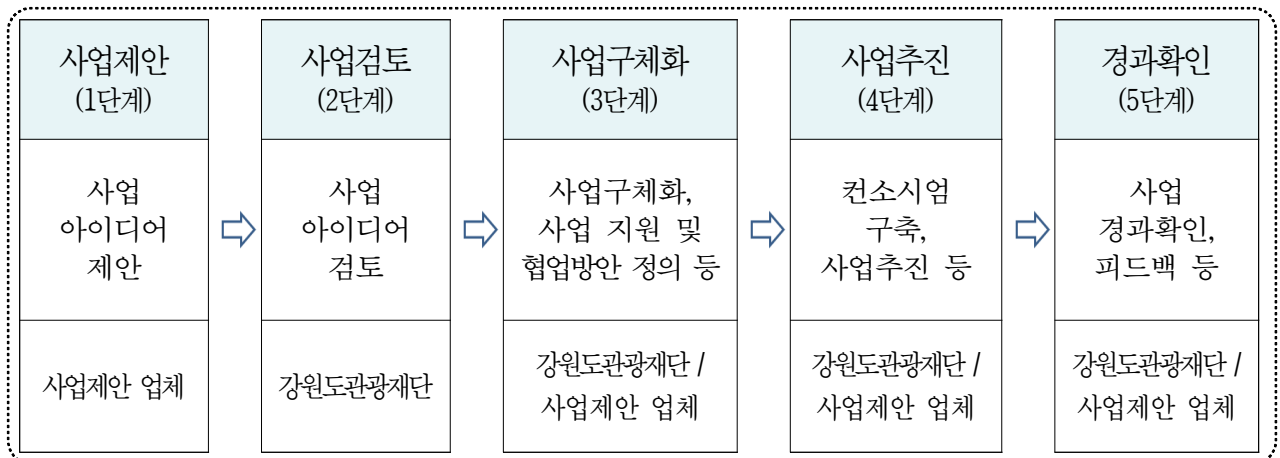 사업제안
(1단계)
사업
아이디어
제안
사업제안 업체
사업검토
(2단계)
사업
아이디어
검토
강원도관광재단
사업구체화
(3단계)
사업구체화,
사업 지원 및
협업방안 정의 등
강원도관광재단 /
사업제안 업체
사업추진
(4단계)
컨소시엄
구축,
사업추진 등
강원도관광재단 /
사업제안 업체
경과확인
(5단계)
사업
경과확인,
피드백 등
강원도관광재단 /
사업제안 업체